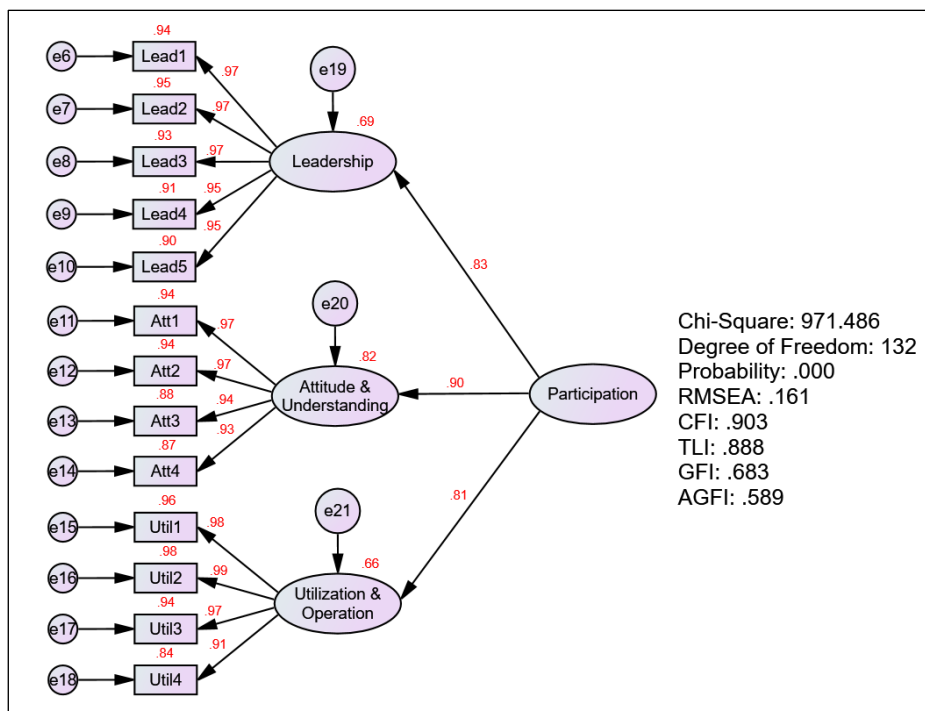 .94
e6
Lead1
.97
e19
.95
e7
Lead2
.97
.69
.93
e8
Lead3
.97
Leadership
.91
e9
Lead4
.95
.90
e10
Lead5
.95
.83
.94
e11
Att1
.97
e20
.94
e12
Att2
.97
.82
.88
e13
Att3
.94
Attitude &
Understanding
.90
Participation
.87
e14
Att4
.93
.96
e15
Util1
.98
e21
.81
.98
e16
Util2
.99
.66
.94
e17
Util3
.97
Utilization &
Operation
.84
e18
Util4
.91
Chi-Square: 971.486
Degree of Freedom: 132
Probability: .000
RMSEA: .161
CFI: .903
TLI: .888
GFI: .683
AGFI: .589